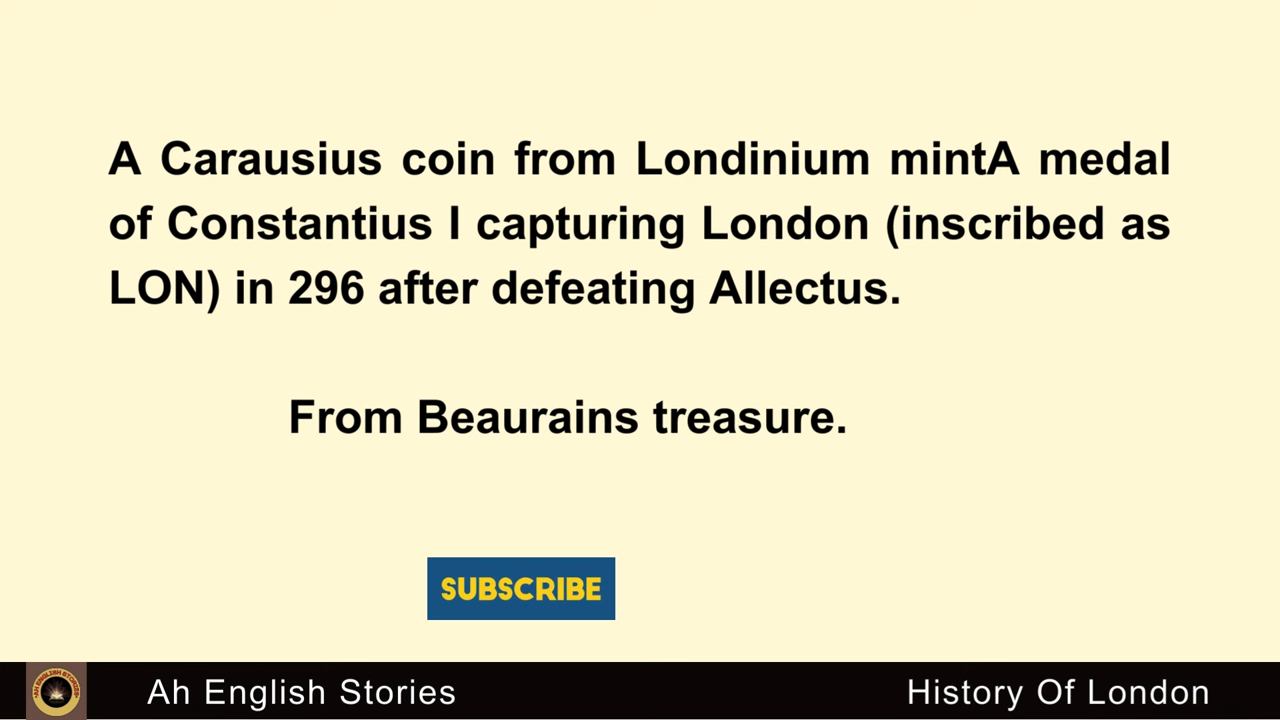 A Carausius coin from Londinium mintA medal
of Constantius I capturing London (inscribed as
LON) in 296 after defeating Allectus.
From Beaurains treasure.
SUBSCRIBE
Ah English Stories
History Of London